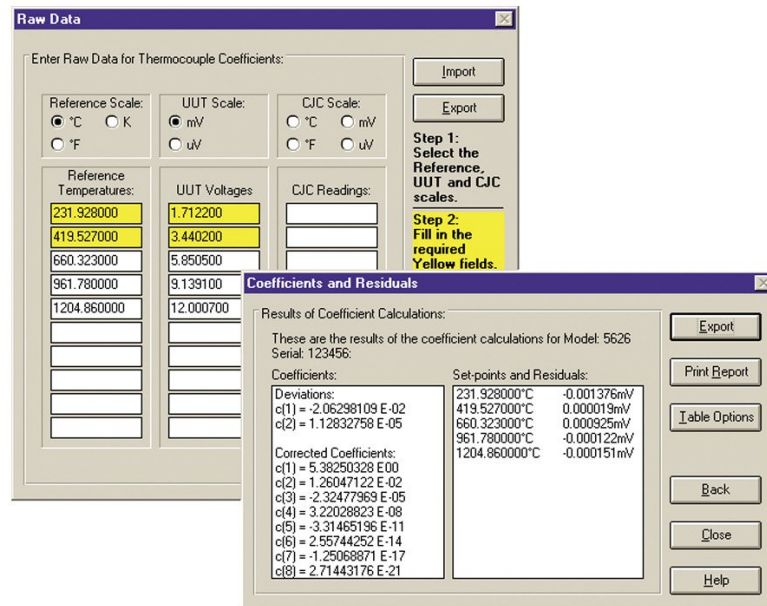 Raw Data
Enter Raw Data for Thermocouple Coefficients:
Import
Export
Reference Scale:
°C K
°F
UUT Scale:
mV
uV
CJC Scale:
°C mV
°F uV
Step 1:
Select the
Reference,
UUT and CJC
scales.
Step 2:
Fill in the
required
Yellow fields.
Reference
Temperatures:
231.928000
419.527000
660.323000
961.780000
1204.860000
UUT Voltages
1.712200
3.440200
5.850500
9.139100
12.000700
CJC Readings:
Coefficients and Residuals
Results of Coefficient Calculations:
These are the results of the coefficient calculations for Model: 5626
Serial: 123456:
Coefficients:
Deviations:
c(1) = -2.06298109 E-02
c(2) = 1.12832758 E-05
Corrected Coefficients:
c(1) = 5.38250328 E00
c(2) = 1.26047122 E-02
c(3) = -2.32477969 E-05
c(4) = 3.22028823 E-08
c(5) = -3.31465196 E-11
c(6) = 2.55744252 E-14
c(7) = -1.25068871 E-17
c(8) = 2.71443176 E-21
Set-points and Residuals:
231.928000°C -0.001376mV
419.527000°C 0.000019mV
660.323000°C 0.000925mV
961.780000°C -0.000122mV
1204.860000°C -0.000151mV
Export
Print Report
Table Options
Back
Close
Help